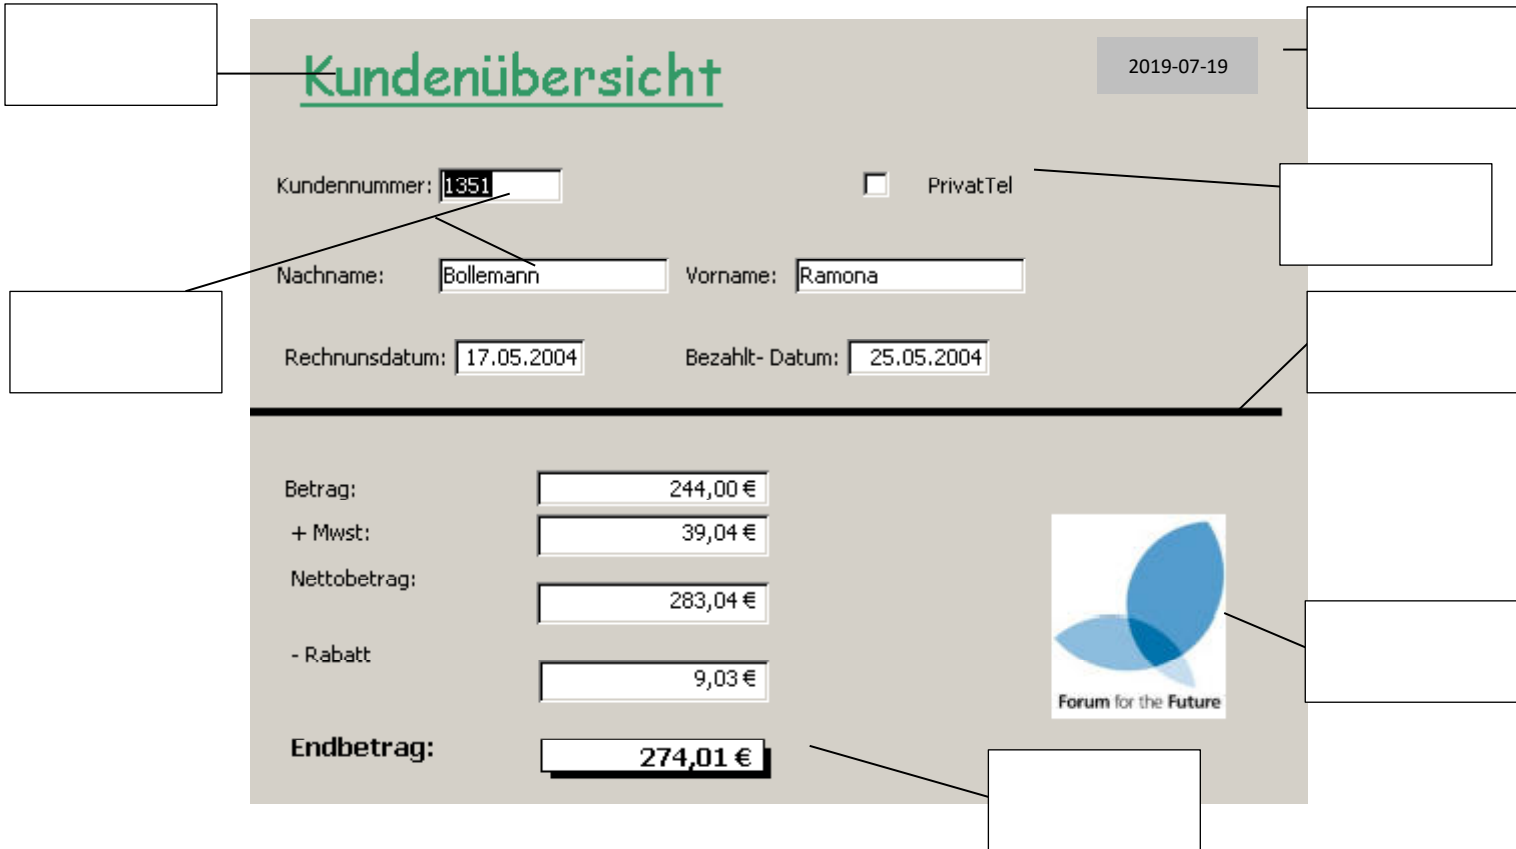 Kundenübersicht
2019-07-19
Kundennummer: 1351
PrivatTel
Nachname: Bollemann Vorname: Ramona
Rechnunsdatum: 17.05.2004 Bezahlt- Datum: 25.05.2004
Betrag: 244,00 €
+ Mwst: 39,04 €
Nettobetrag: 283,04 €
- Rabatt 9,03 €
Forum for the Future
Endbetrag: 274,01 €